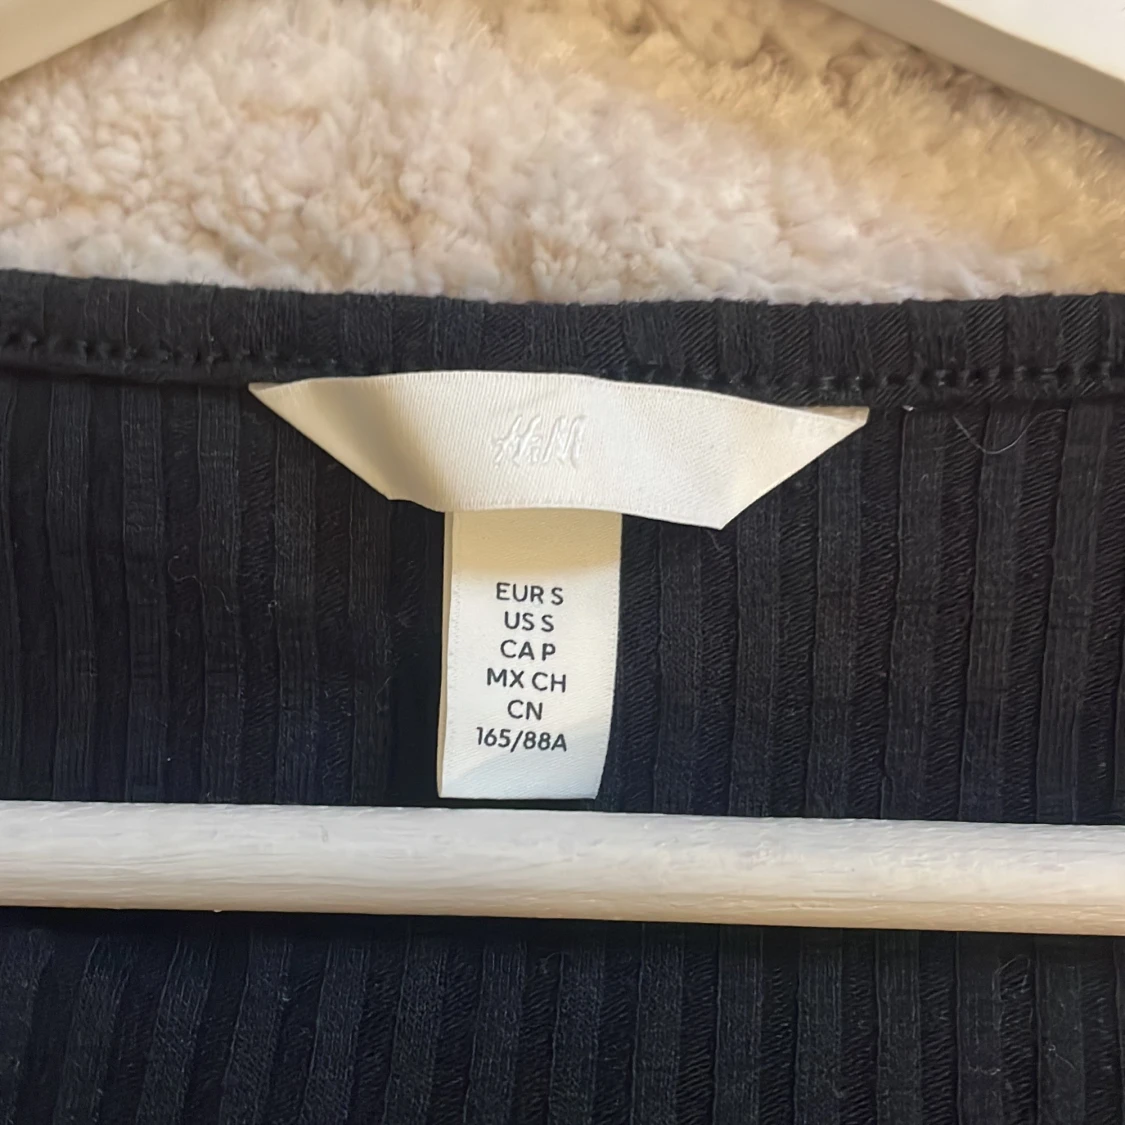 H&M
EUR S
US S
CA P
MX CH
CN
165/88A